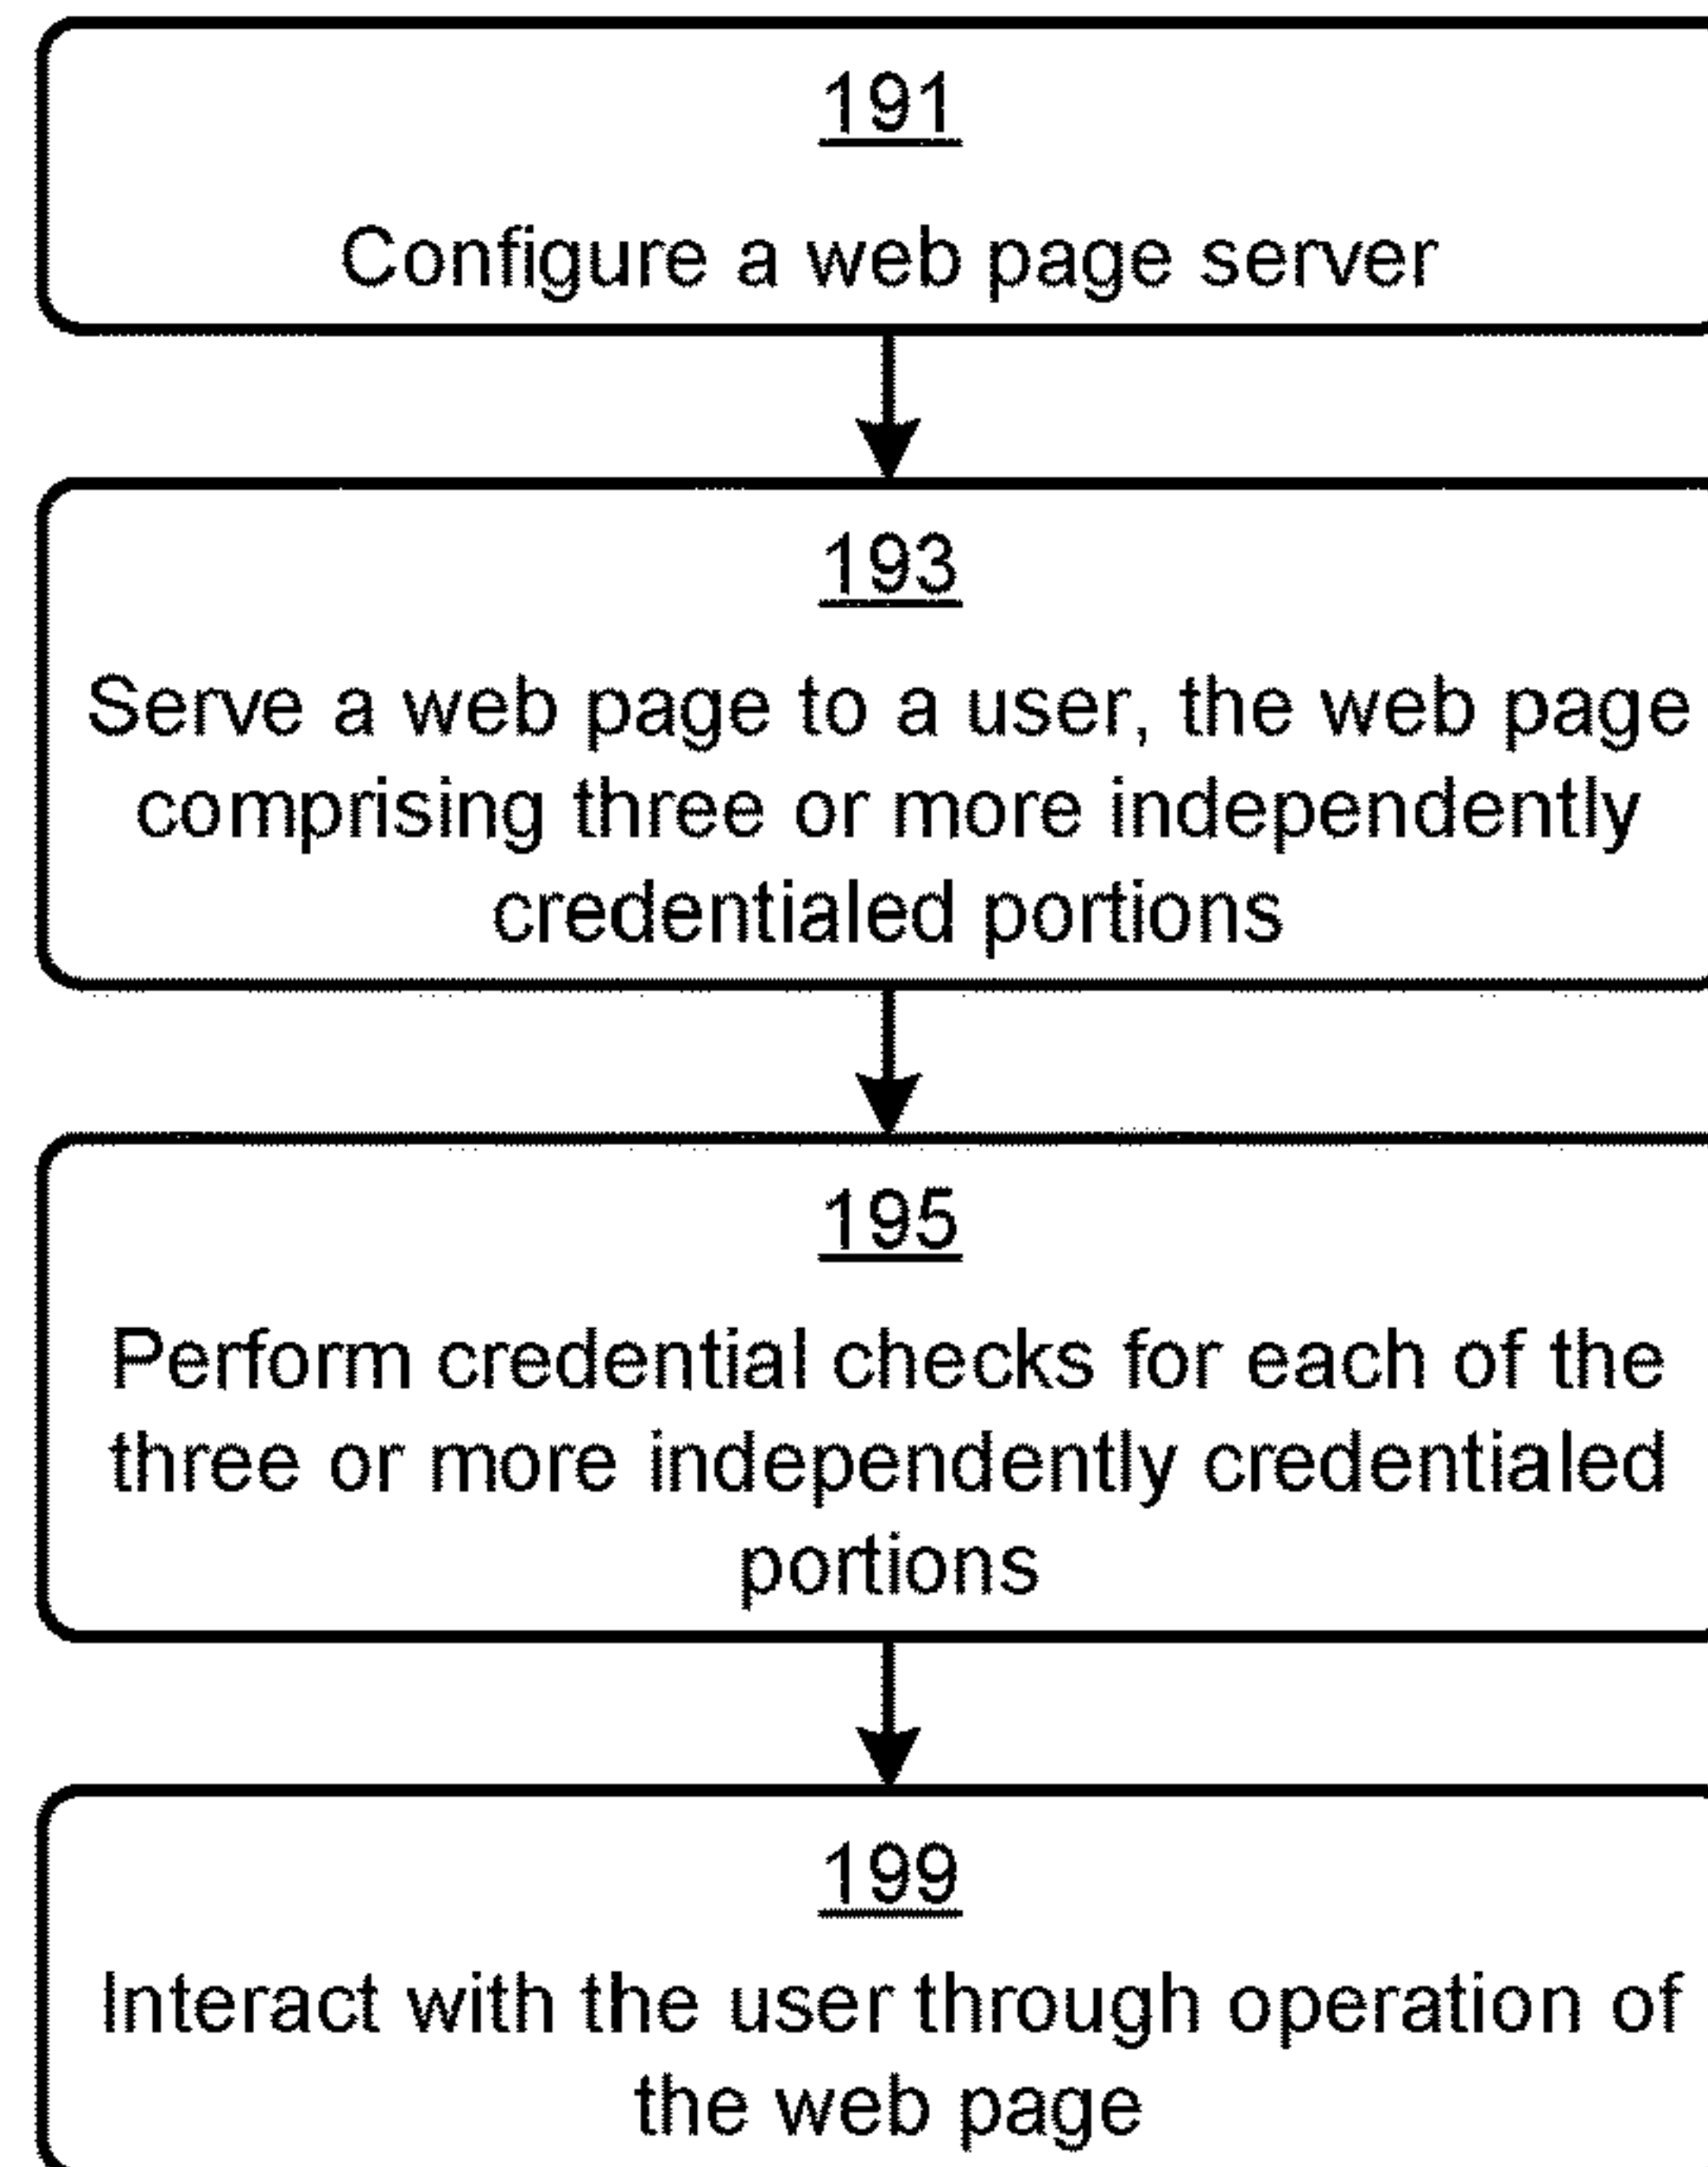 191
Configure a web page server
193
Serve a web page to a user, the web page
comprising three or more independently
credentialed portions
195
Perform credential checks for each of the
three or more independently credentialed
portions
199
Interact with the user through operation of
the web page